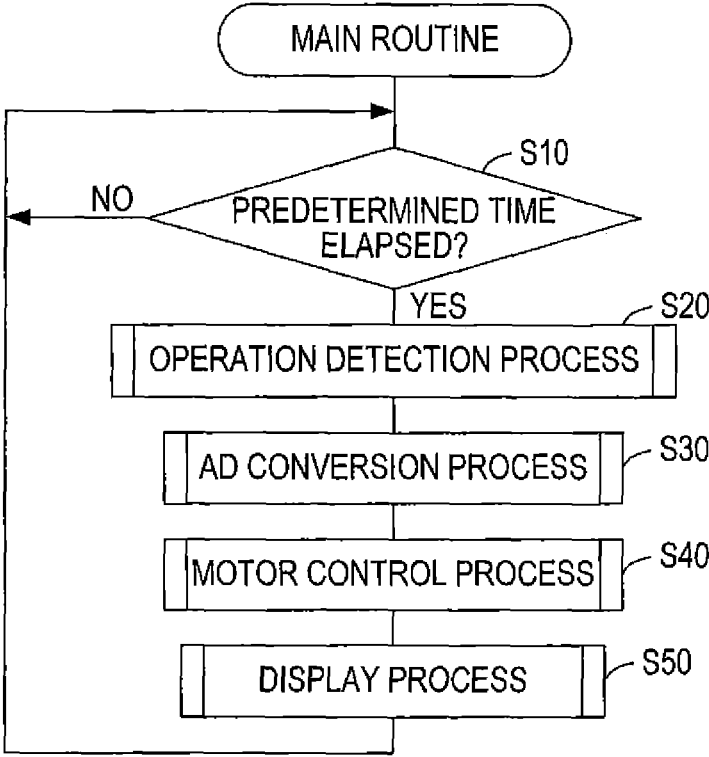 MAIN ROUTINE
S10
NO
PREDETERMINED TIME
ELAPSED?
YES
S20
OPERATION DETECTION PROCESS
S30
AD CONVERSION PROCESS
S40
MOTOR CONTROL PROCESS
S50
DISPLAY PROCESS